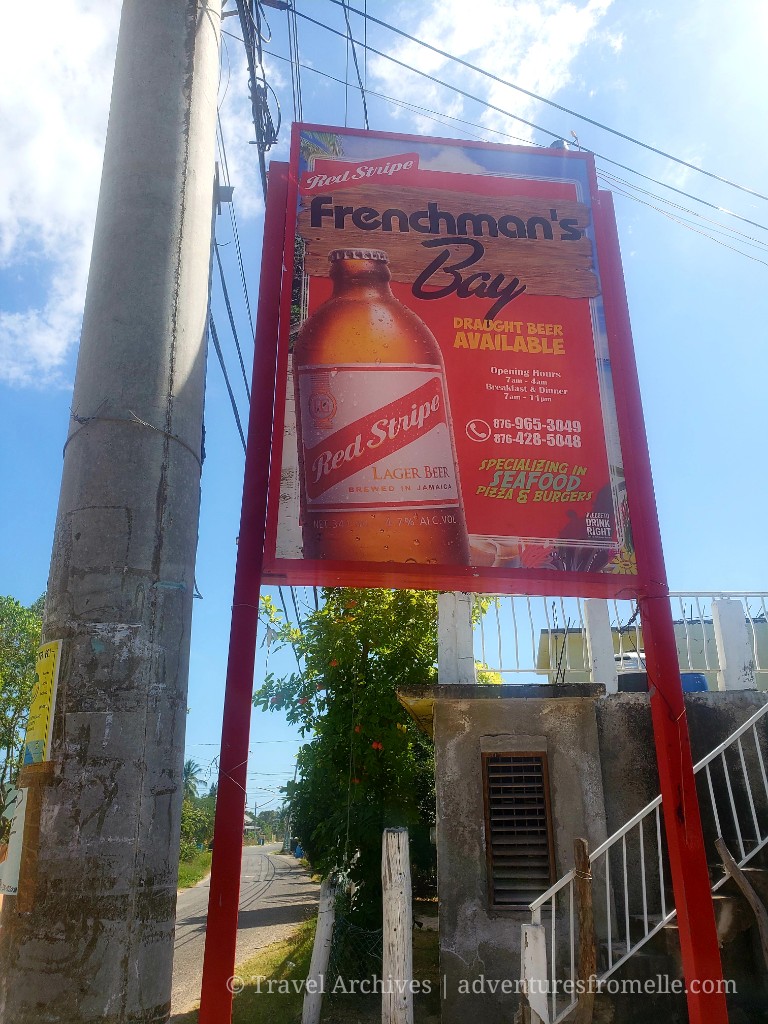 Red Stripe
Frenchman's
Bay
DRAUGHT BEER
AVAILABLE
Opening Hours
7am - 4am
Breakfast & Dinner
7am - 11pm
876-965-3049
876-428-5048
SPECIALIZING IN
SEAFOOD
PIZZA & BURGERS
DRINK
RIGHT
Red Stripe
LAGER BEER
BREWED IN JAMAICA
ALC.VOL
© Travel Archives | adventuresfromelle.com